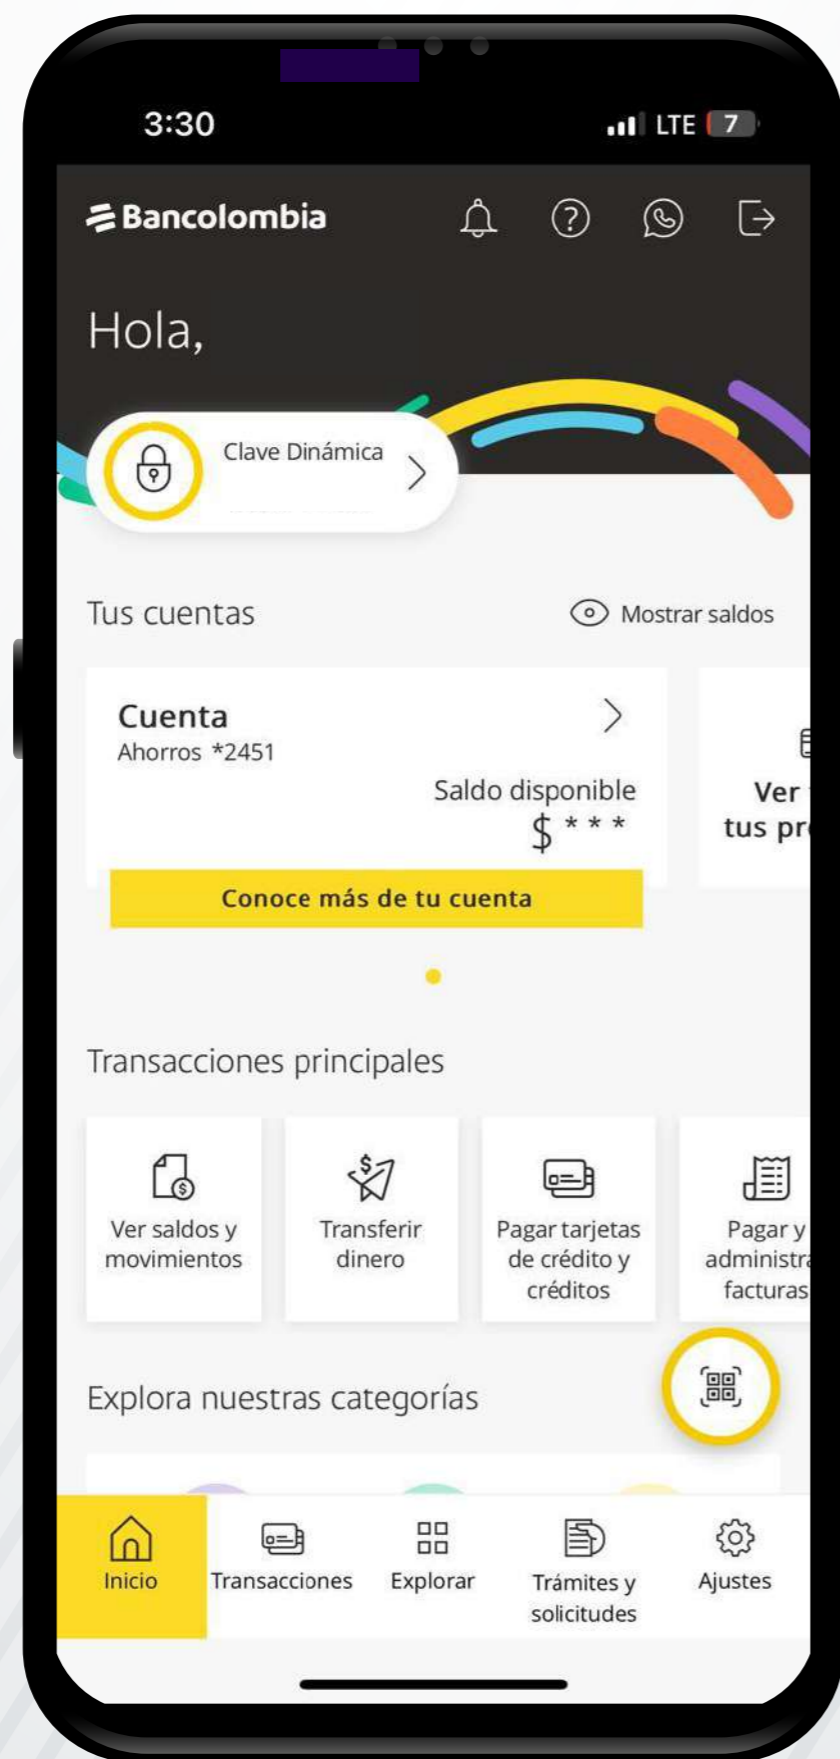 3:30 LTE 7
Bancolombia
Hola,
Clave Dinámica
Tus cuentas Mostrar saldos
Cuenta
Ahorros *2451
Saldo disponible
$ * * *
Conoce más de tu cuenta
Ver
tus pr
Transacciones principales
Ver saldos y
movimientos
Transferir
dinero
Pagar tarjetas
de crédito y
créditos
Pagar y
administra
facturas
Explora nuestras categorías
Inicio
Transacciones
Explorar
Trámites y
solicitudes
Ajustes